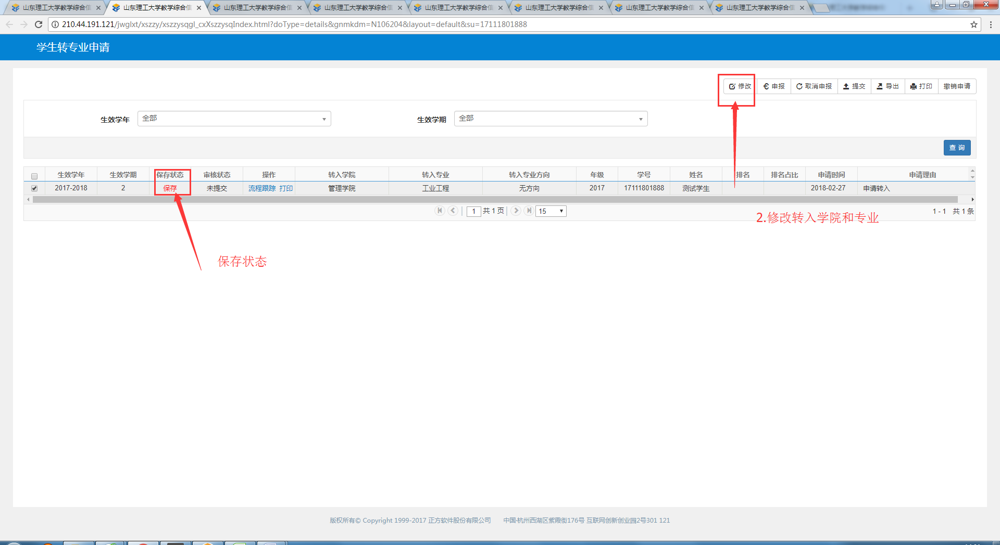 山东理工大学教学综合信 山东理工大学教学综合信 山东理工大学教学综合信 山东理工大学教学综合信 山东理工大学教学综合信 山东理工大学教学综合信 山东理工大学教学综合信 山东理工大学教学综合信
210.44.191.121/jwglxt/xszzy/xszzysqgl_cxXszzysqIndex.html?doType=details&gnmkdm=N106204&layout=default&su=17111801888
学生转专业申请
修改 申报 取消申报 提交 导出 打印 撤销申请
生效学年 全部 生效学期 全部
查 询
生效学年 生效学期 保存状态 审核状态 操作 转入学院 转入专业 转入专业方向 年级 学号 姓名 排名 排名占比 申请时间 申请理由
2017-2018 2 保存 未提交 流程跟踪 打印 管理学院 工业工程 无方向 2017 17111801888 测试学生 2018-02-27 申请转入
1 共 1 页 15 1 - 1 共 1 条
2.修改转入学院和专业
保存状态
版权所有© Copyright 1999-2017 正方软件股份有限公司 中国·杭州西湖区紫霞街176号 互联网创新创业园2号301 121